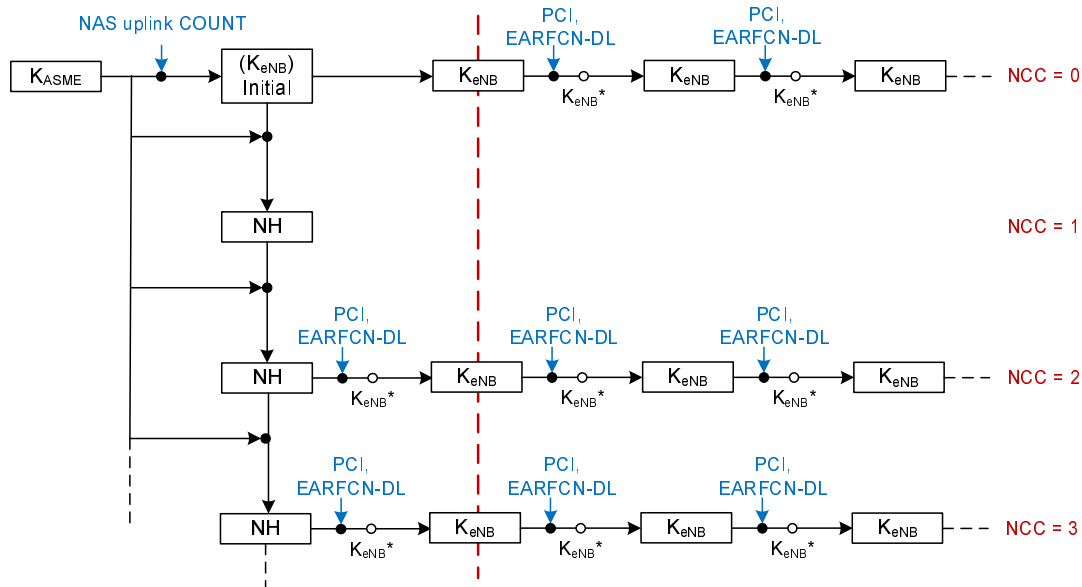 NAS uplink COUNT
PCI,
EARFCN-DL
PCI,
EARFCN-DL
KASME
(KeNB)
Initial
KeNB
KeNB*
KeNB
KeNB*
KeNB
NCC = 0
NH
NCC = 1
PCI,
EARFCN-DL
PCI,
EARFCN-DL
PCI,
EARFCN-DL
NH
KeNB*
KeNB
KeNB*
KeNB
KeNB*
KeNB
NCC = 2
PCI,
EARFCN-DL
PCI,
EARFCN-DL
PCI,
EARFCN-DL
NH
KeNB*
KeNB
KeNB*
KeNB
KeNB*
KeNB
NCC = 3